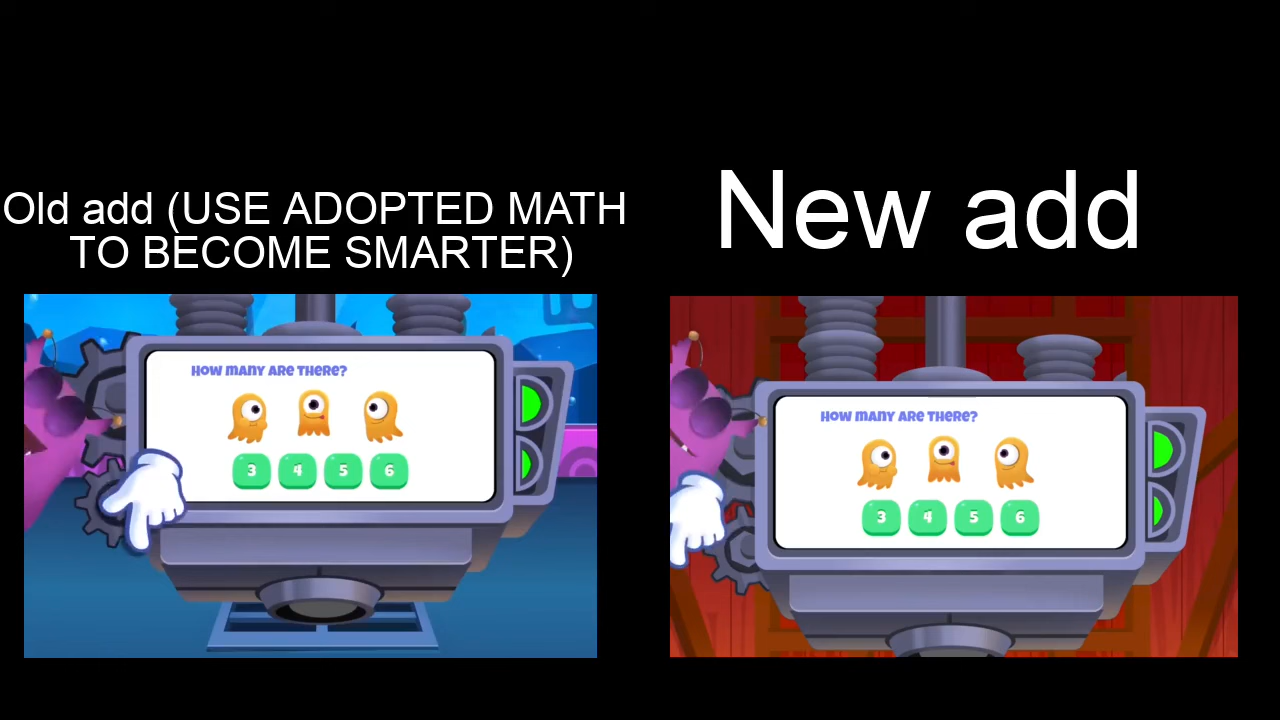 Old add (USE ADOPTED MATH
TO BECOME SMARTER)
New add
HOW MANY ARE THERE?
3 4 5 6
HOW MANY ARE THERE?
3 4 5 6